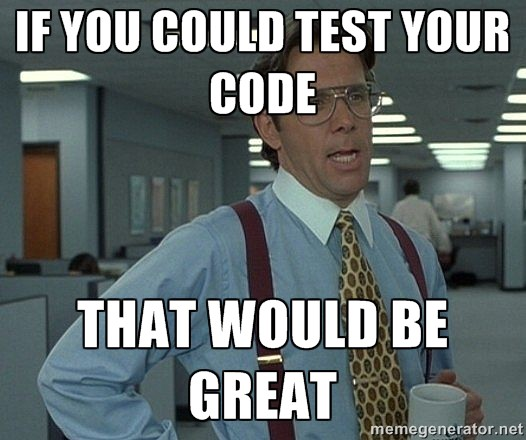 IF YOU COULD TEST YOUR
CODE
THAT WOULD BE
GREAT
memegenerator.net